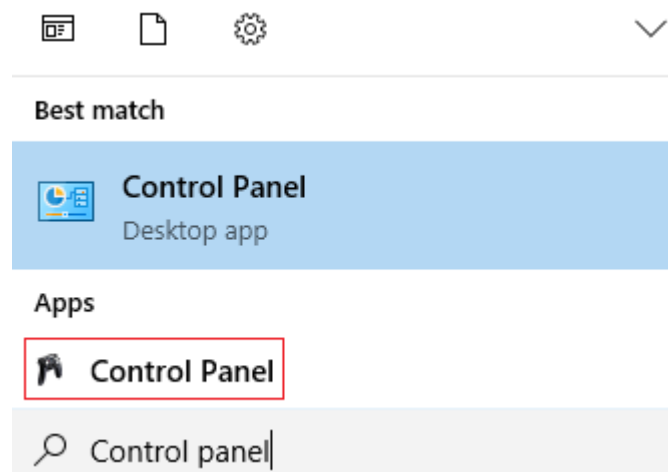 Best match
Control Panel
Desktop app
Apps
Control Panel
Control panel